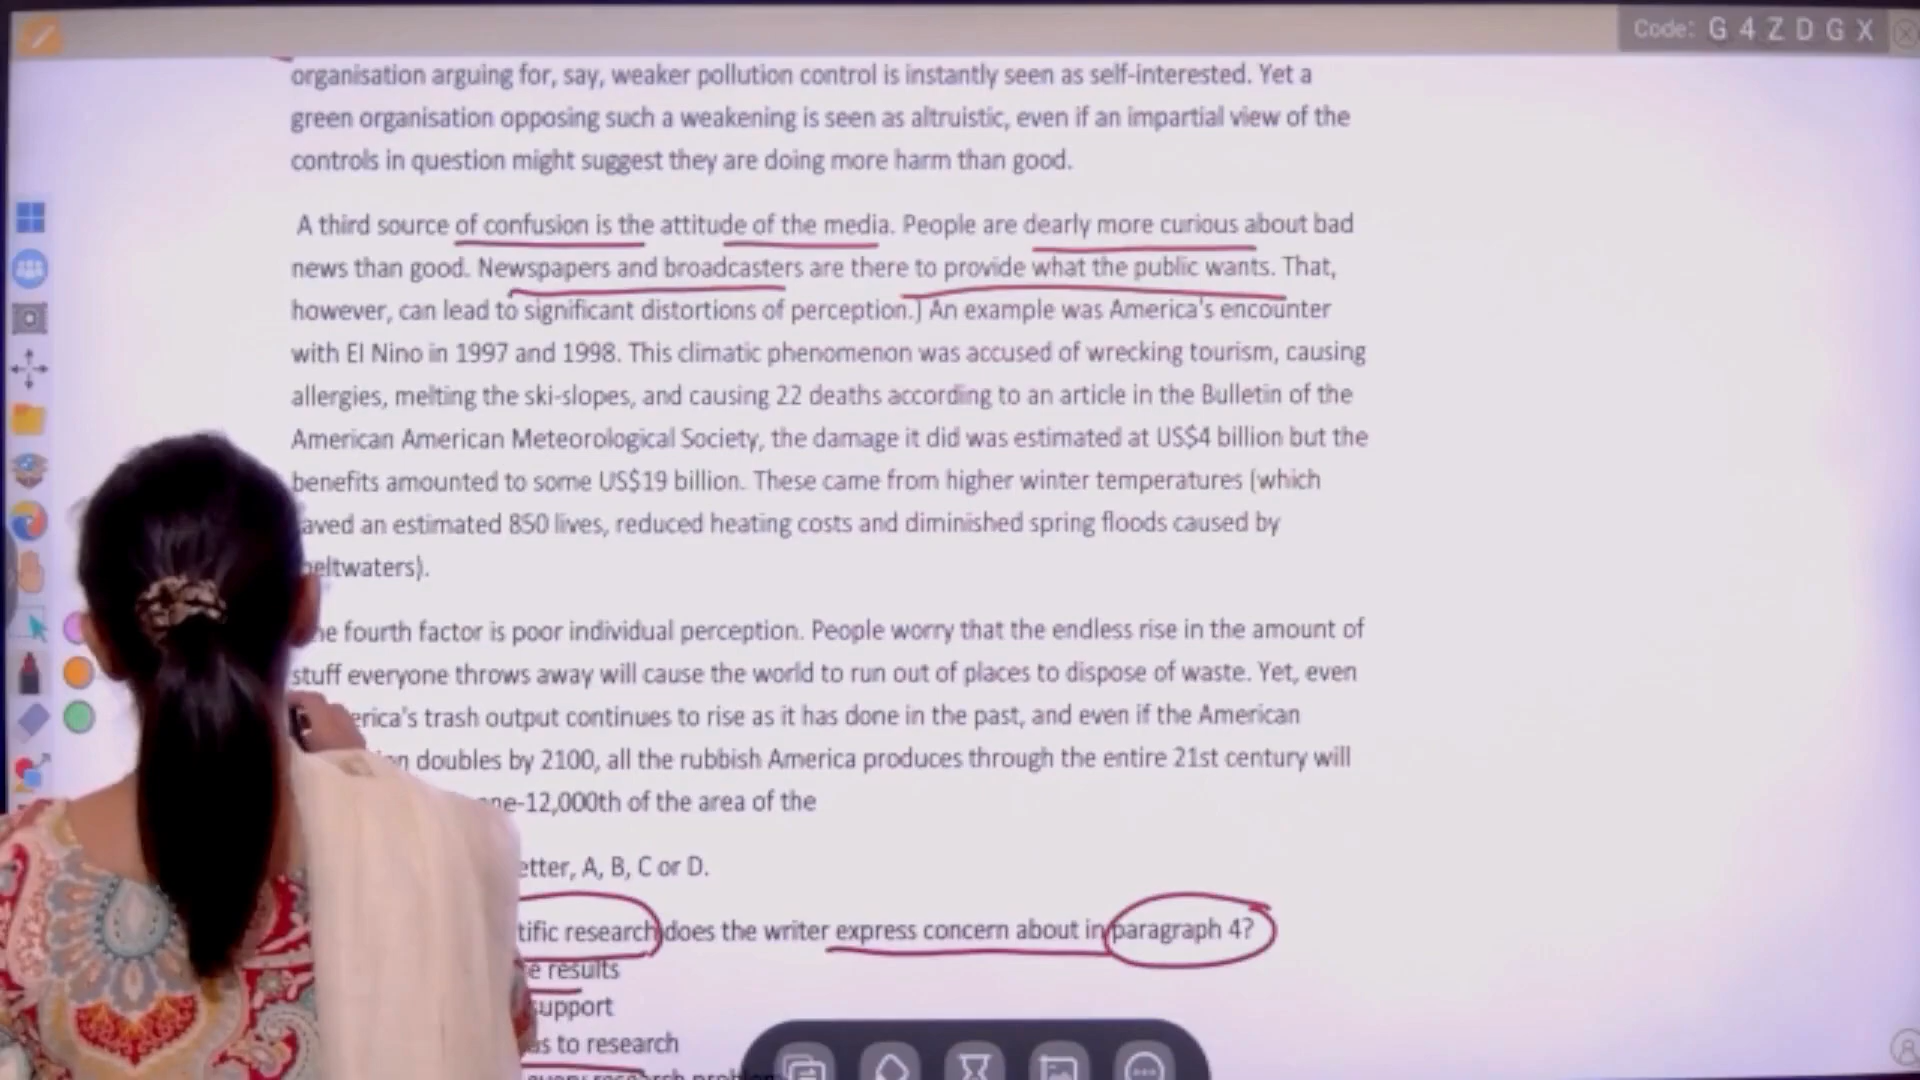 Code: G 4 Z D G X
organisation arguing for, say, weaker pollution control is instantly seen as self-interested. Yet a
green organisation opposing such a weakening is seen as altruistic, even if an impartial view of the
controls in question might suggest they are doing more harm than good.
A third source of confusion is the attitude of the media. People are dearly more curious about bad
news than good. Newspapers and broadcasters are there to provide what the public wants. That,
however, can lead to significant distortions of perception.] An example was America's encounter
with El Nino in 1997 and 1998. This climatic phenomenon was accused of wrecking tourism, causing
allergies, melting the ski-slopes, and causing 22 deaths according to an article in the Bulletin of the
American American Meteorological Society, the damage it did was estimated at US$4 billion but the
benefits amounted to some US$19 billion. These came from higher winter temperatures (which
aved an estimated 850 lives, reduced heating costs and diminished spring floods caused by
eltwaters).
e fourth factor is poor individual perception. People worry that the endless rise in the amount of
stuff everyone throws away will cause the world to run out of places to dispose of waste. Yet, even
erica's trash output continues to rise as it has done in the past, and even if the American
n doubles by 2100, all the rubbish America produces through the entire 21st century will
ne-12,000th of the area of the
etter, A, B, C or D.
tific research does the writer express concern about in paragraph 4?
e results
support
as to research
every research